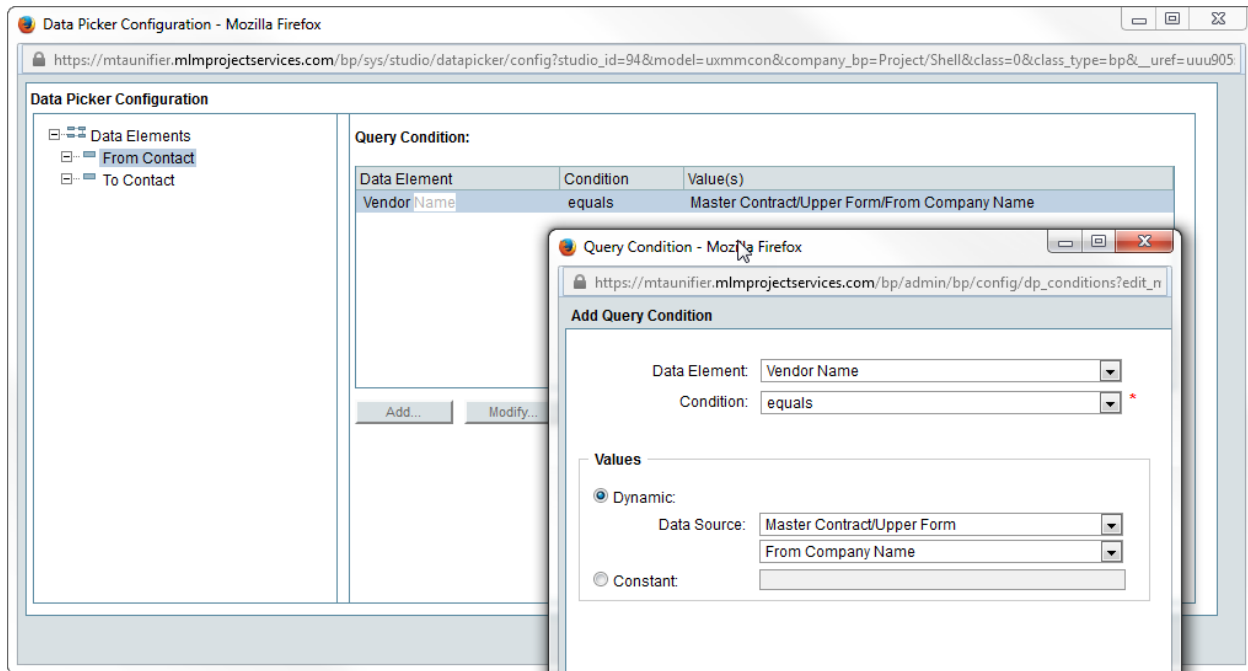 Data Picker Configuration - Mozilla Firefox
https://mtaunifier.mlmprojectservices.com/bp/sys/studio/datapicker/config?studio_id=94&model=uxmmcon&company_bp=Project/Shell&class=0&class_type=bp&__uref=uuu905
Data Picker Configuration
Data Elements
From Contact
To Contact
Query Condition:
Data Element Condition Value(s)
Vendor Name equals Master Contract/Upper Form/From Company Name
Add... Modify...
Query Condition - Mozilla Firefox
https://mtaunifier.mlmprojectservices.com/bp/admin/bp/config/dp_conditions?edit_m
Add Query Condition
Data Element: Vendor Name
Condition: equals *
Values
Dynamic:
Data Source: Master Contract/Upper Form
From Company Name
Constant: